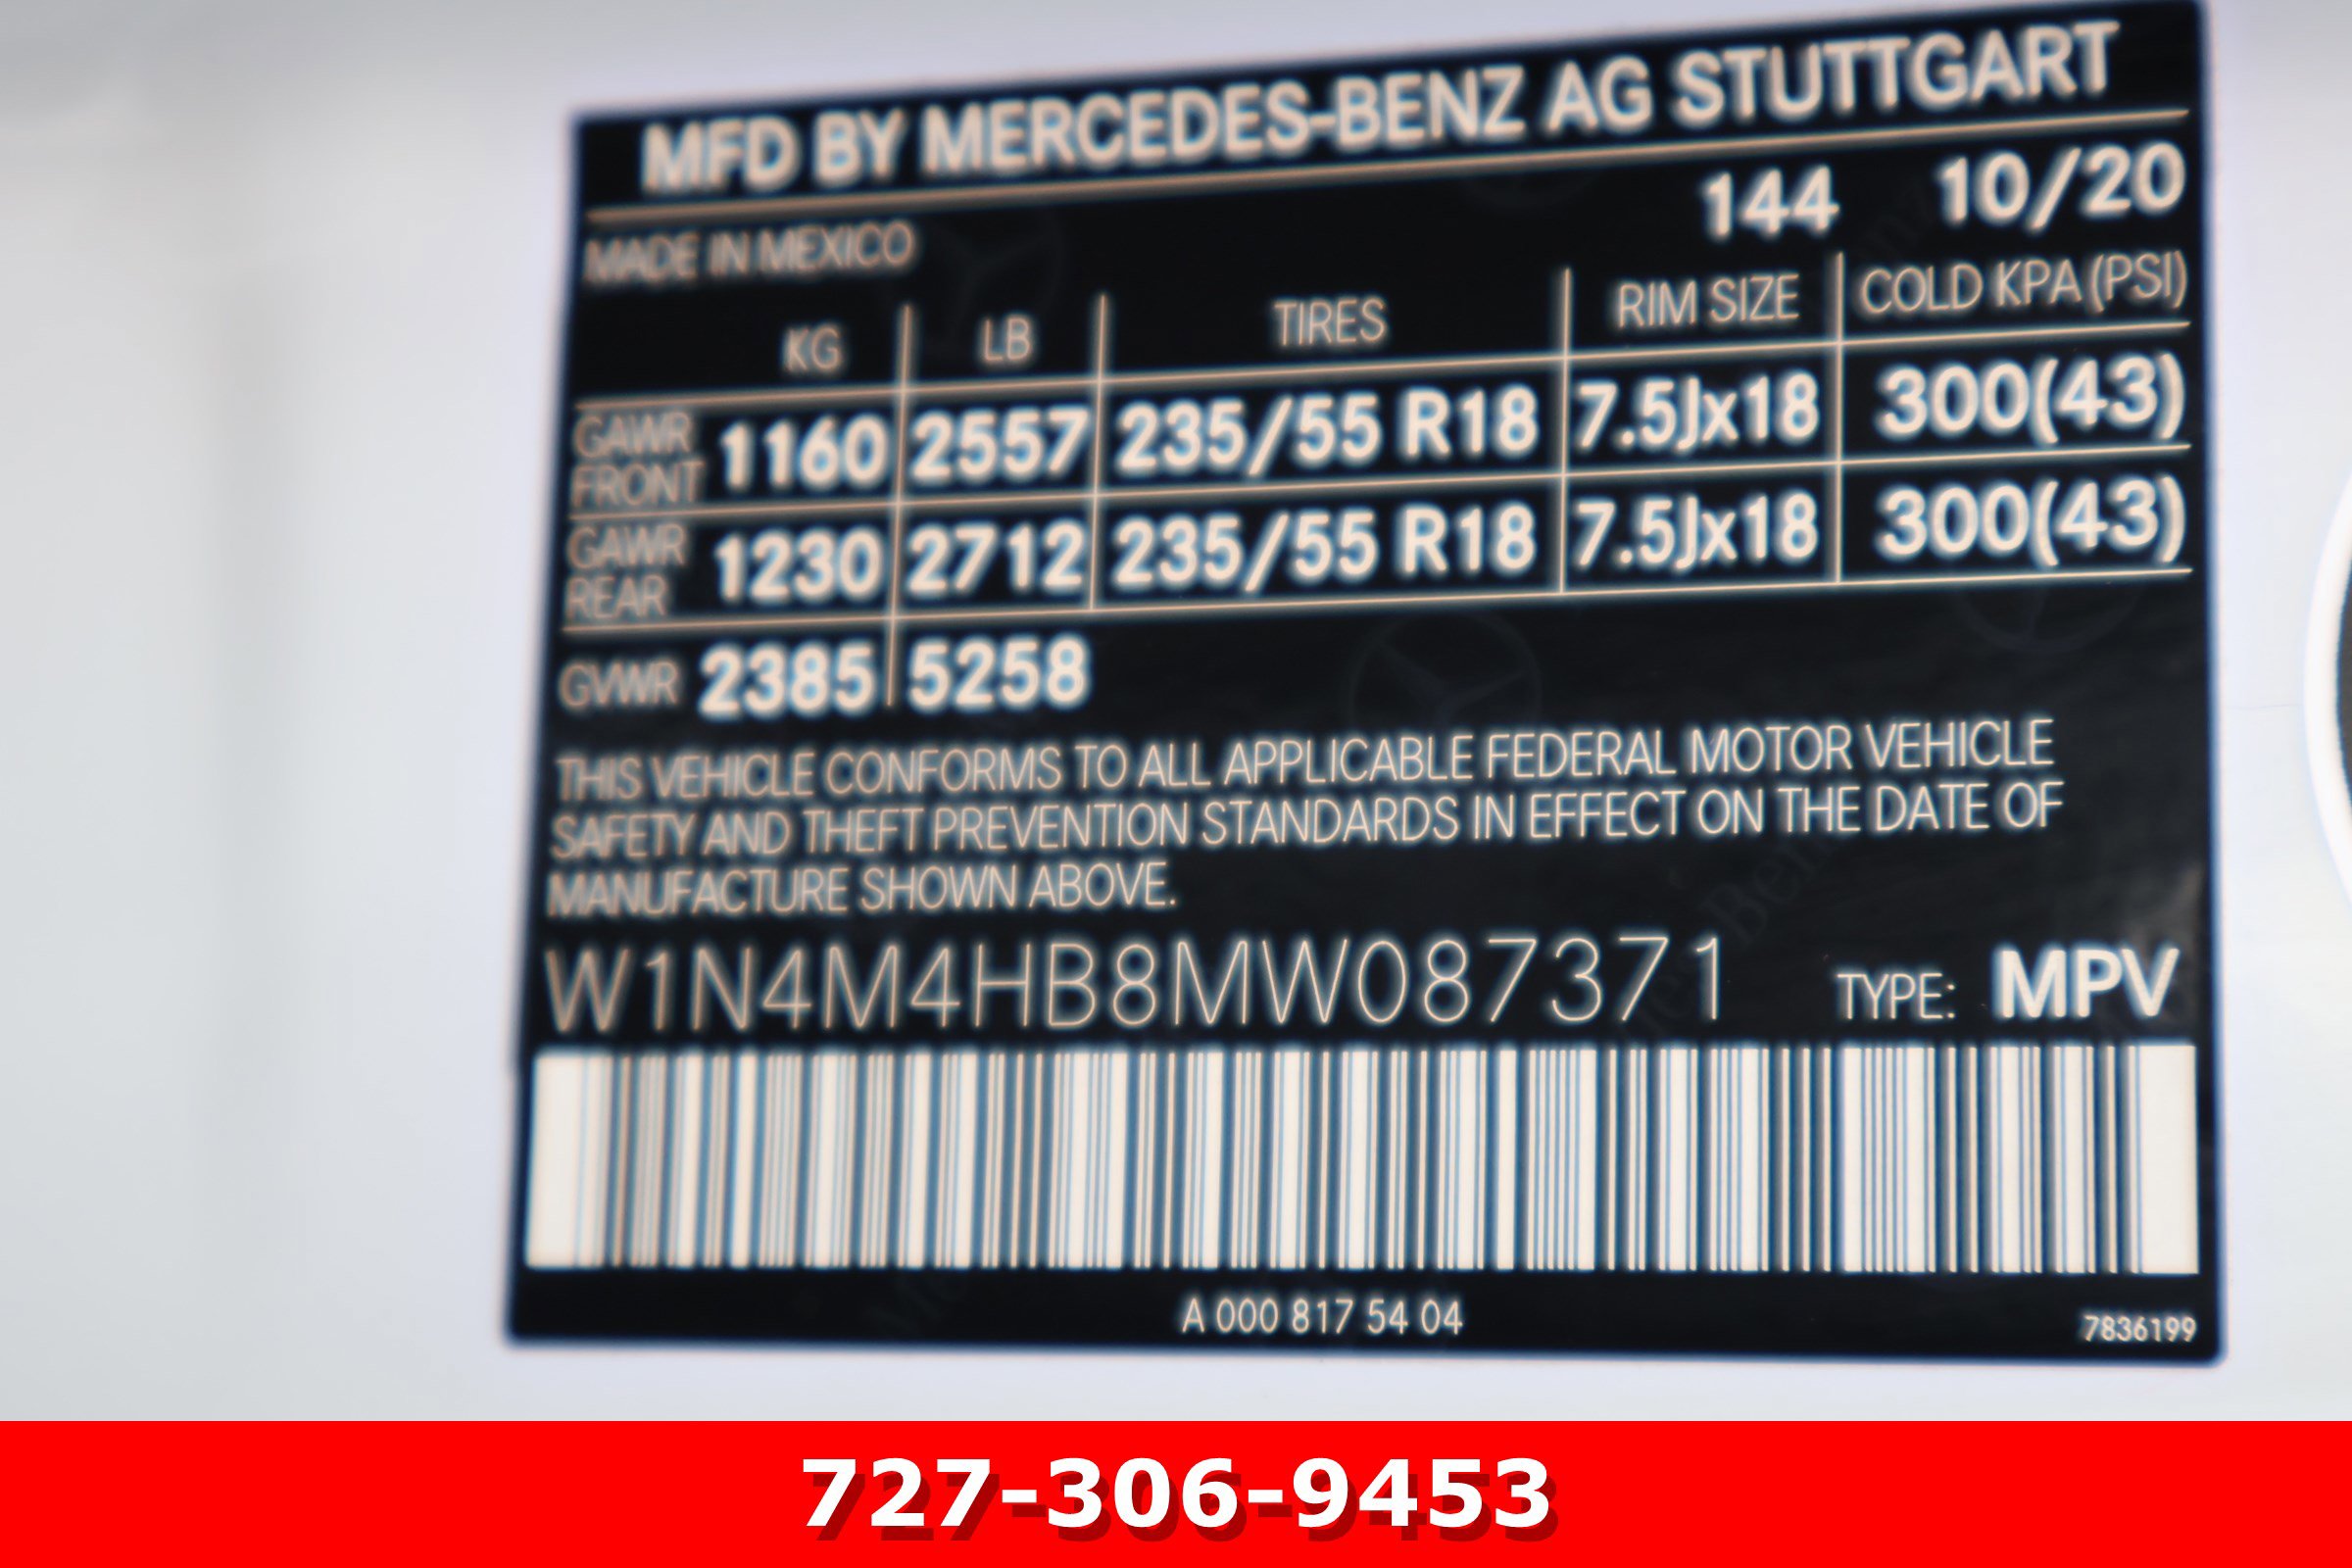 MFD BY MERCEDES-BENZ AG STUTTGART
MADE IN MEXICO 144 10/20
KG LB TIRES RIM SIZE COLD KPA (PSI)
GAWR FRONT 1160 2557 235/55 R18 7.5Jx18 300(43)
GAWR REAR 1230 2712 235/55 R18 7.5Jx18 300(43)
GVWR 2385 5258
THIS VEHICLE CONFORMS TO ALL APPLICABLE FEDERAL MOTOR VEHICLE
SAFETY AND THEFT PREVENTION STANDARDS IN EFFECT ON THE DATE OF
MANUFACTURE SHOWN ABOVE.
W1N4M4HB8MW087371 TYPE: MPV
A 000 817 54 04 7836199
727-306-9453